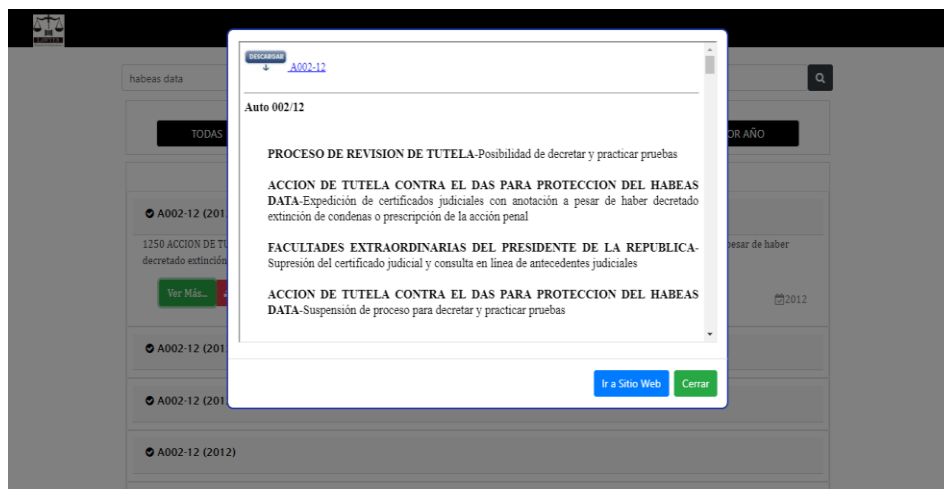 habeas data
TODAS
OR AÑO
A002-12 (201
1250 ACCION DE TU
pesar de haber
decretado extinción
Ver Más...
2012
A002-12 (201
A002-12 (201
A002-12 (2012)
DESCARGAR
A002-12
Auto 002/12
PROCESO DE REVISION DE TUTELA-Posibilidad de decretar y practicar pruebas
ACCION DE TUTELA CONTRA EL DAS PARA PROTECCION DEL HABEAS
DATA-Expedición de certificados judiciales con anotación a pesar de haber decretado
extinción de condenas o prescripción de la acción penal
FACULTADES EXTRAORDINARIAS DEL PRESIDENTE DE LA REPUBLICA-
Supresión del certificado judicial y consulta en línea de antecedentes judiciales
ACCION DE TUTELA CONTRA EL DAS PARA PROTECCION DEL HABEAS
DATA-Suspensión de proceso para decretar y practicar pruebas
Ir a Sitio Web
Cerrar